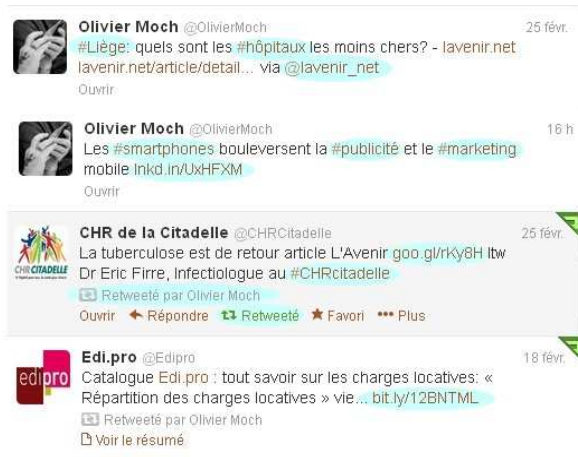 Olivier Moch @OlivierMoch 25 févr.
#Liège: quels sont les #hôpitaux les moins chers? - lavenir.net
lavenir.net/article/detail... via @lavenir_net
Ouvrir
Olivier Moch @OlivierMoch 16 h
Les #smartphones bouleversent la #publicité et le #marketing
mobile lnkd.in/UxHFXM
Ouvrir
CHR de la Citadelle @CHRCitadelle 25 févr.
La tuberculose est de retour article L'Avenir goo.gl/rKy8H Itw
Dr Eric Firre, Infectiologue au #CHRcitadelle
CHR CITADELLE
Retweeté par Olivier Moch
Ouvrir Répondre Retweeté Favori ••• Plus
Edi.pro @Edipro 18 févr.
edipro
Catalogue Edi.pro : tout savoir sur les charges locatives: «
Répartition des charges locatives » vie... bit.ly/12BNTML
Retweeté par Olivier Moch
Voir le résumé